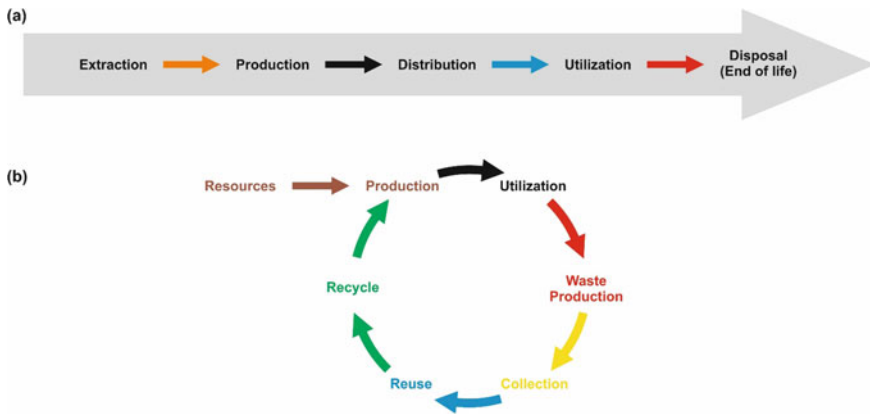 (a)
Extraction Production Distribution Utilization Disposal
(End of life)
(b)
Resources Production Utilization
Recycle Waste
Production
Reuse Collection